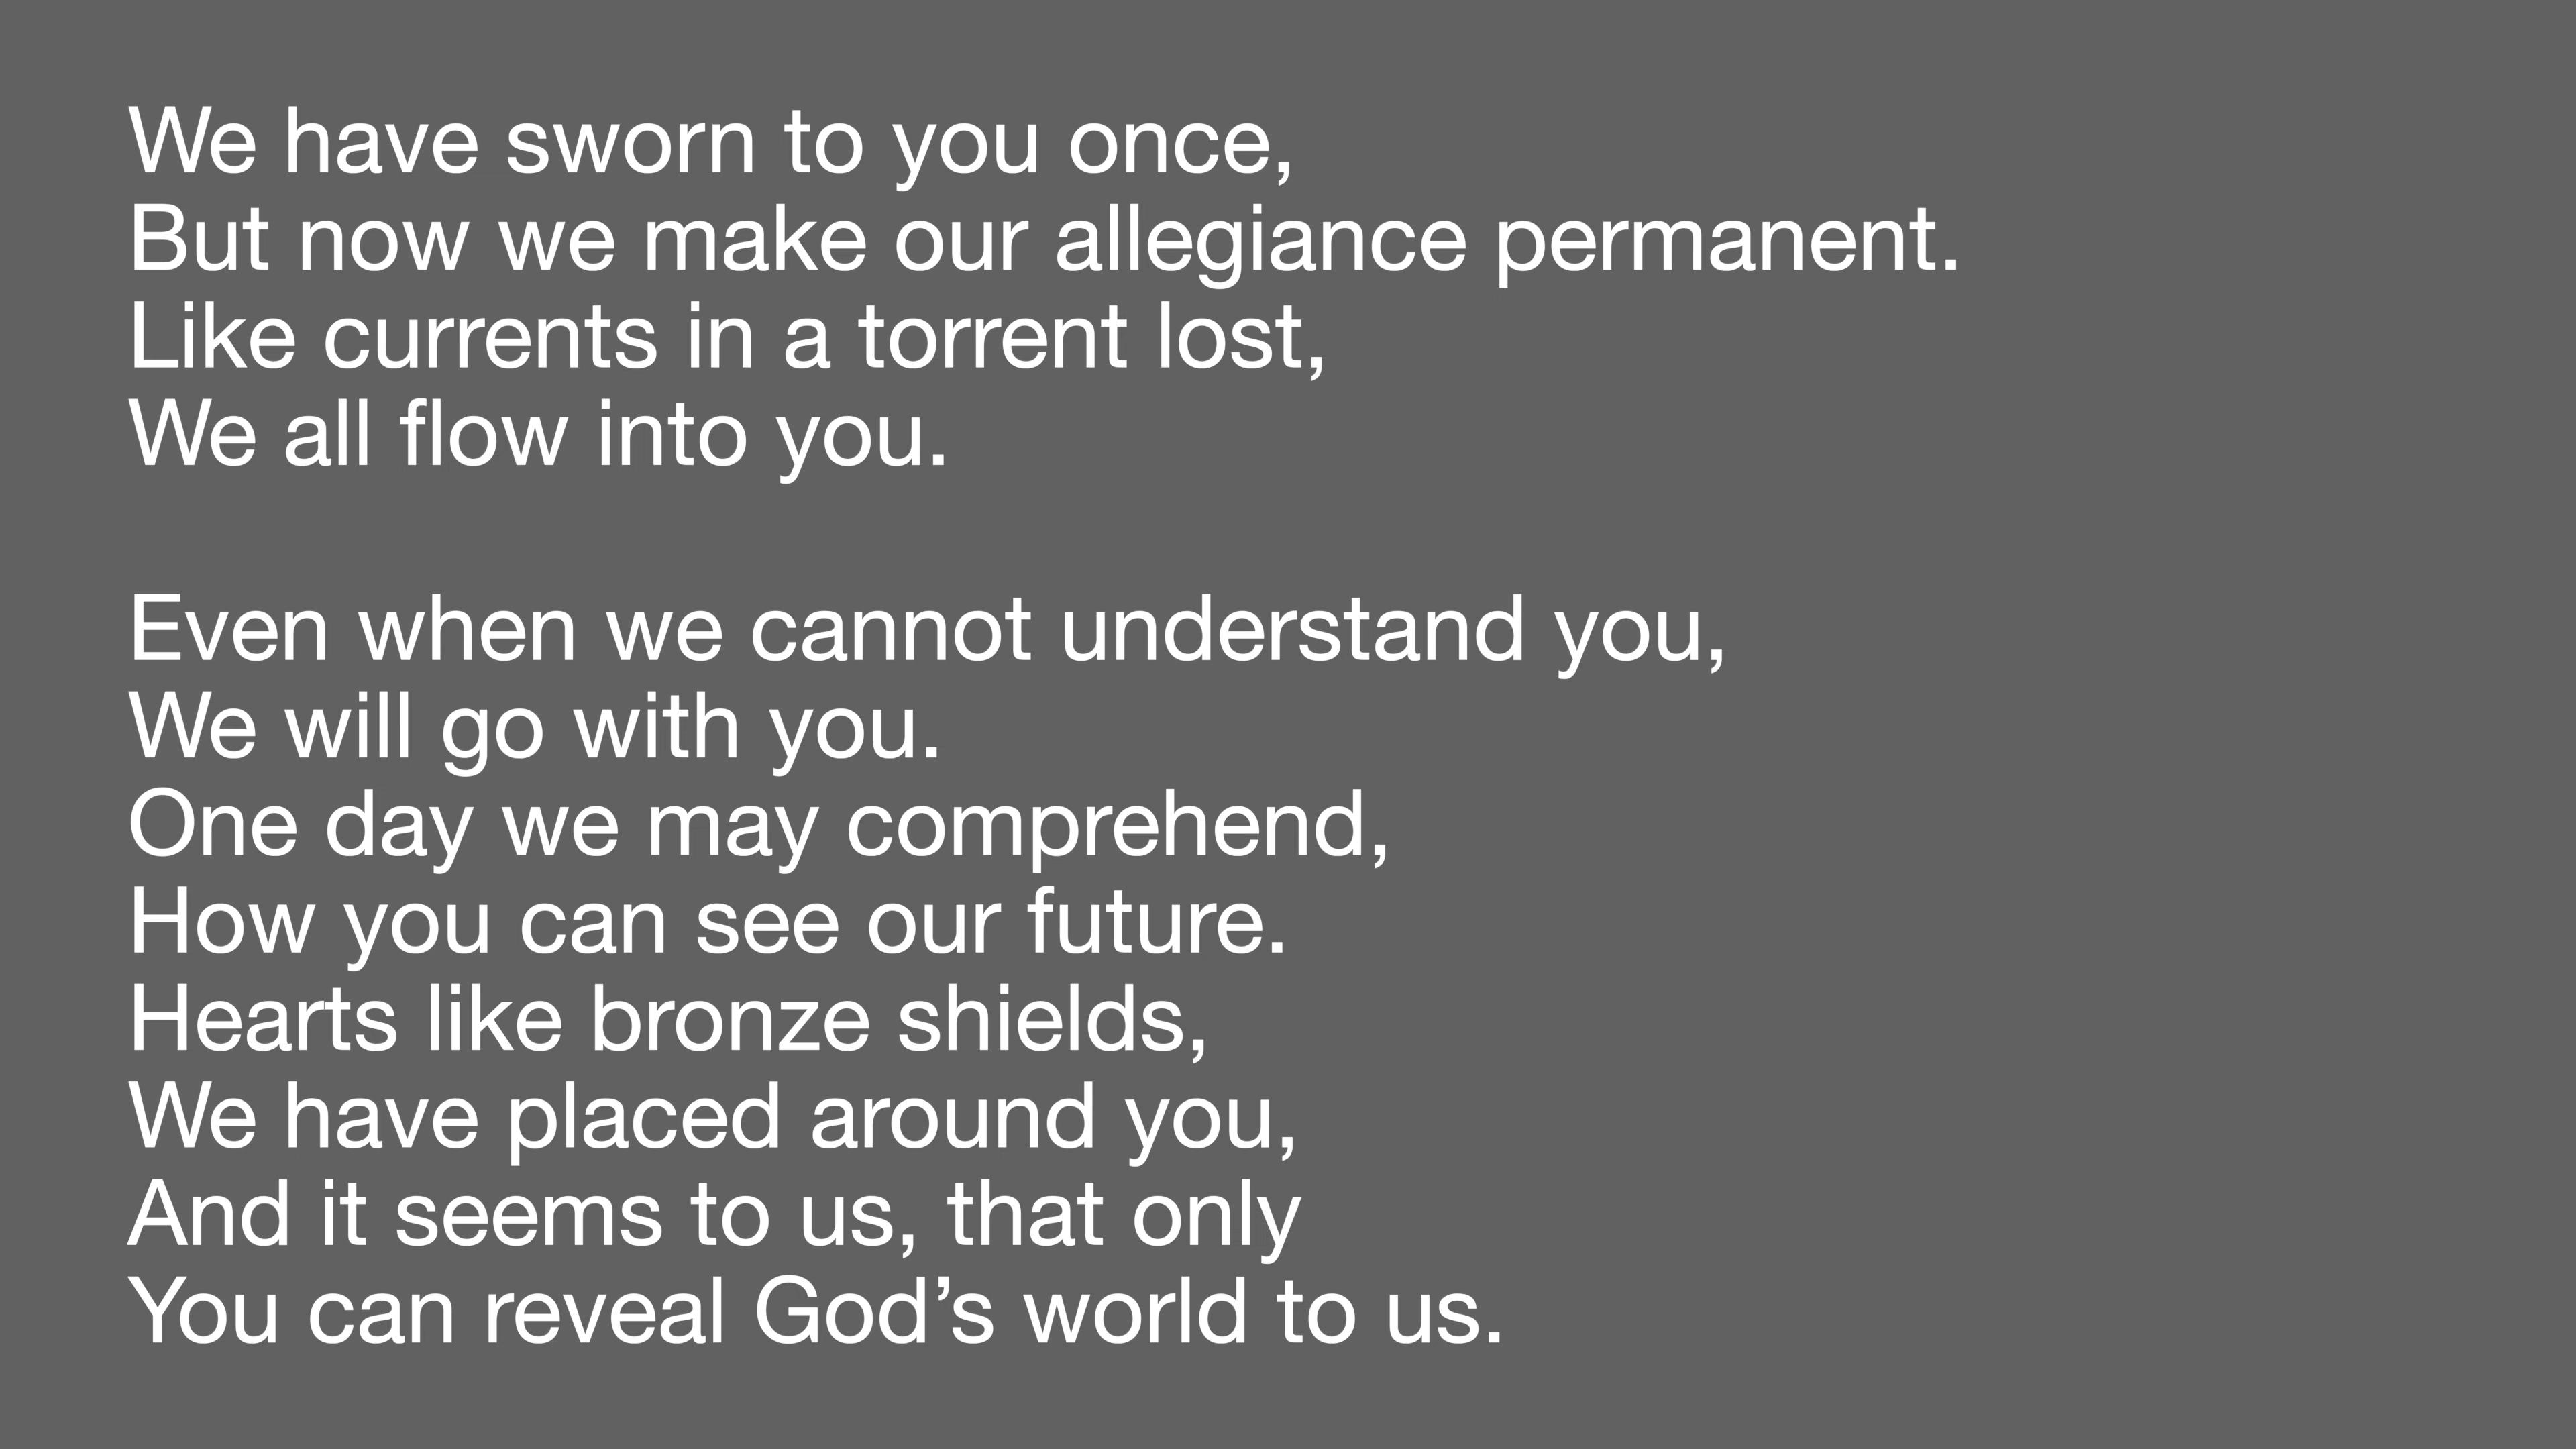 We have sworn to you once,
But now we make our allegiance permanent.
Like currents in a torrent lost,
We all flow into you.

Even when we cannot understand you,
We will go with you.
One day we may comprehend,
How you can see our future.
Hearts like bronze shields,
We have placed around you,
And it seems to us, that only
You can reveal God’s world to us.